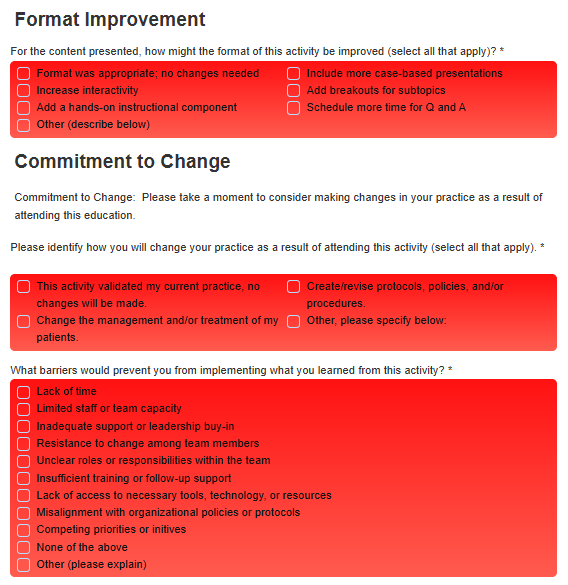 Format Improvement
For the content presented, how might the format of this activity be improved (select all that apply)? *
Format was appropriate; no changes needed
Include more case-based presentations
Increase interactivity
Add breakouts for subtopics
Add a hands-on instructional component
Schedule more time for Q and A
Other (describe below)
Commitment to Change
Commitment to Change:  Please take a moment to consider making changes in your practice as a result of
attending this education.
Please identify how you will change your practice as a result of attending this activity (select all that apply). *
This activity validated my current practice, no
changes will be made.
Create/revise protocols, policies, and/or
procedures.
Change the management and/or treatment of my
patients.
Other, please specify below:
What barriers would prevent you from implementing what you learned from this activity? *
Lack of time
Limited staff or team capacity
Inadequate support or leadership buy-in
Resistance to change among team members
Unclear roles or responsibilities within the team
Insufficient training or follow-up support
Lack of access to necessary tools, technology, or resources
Misalignment with organizational policies or protocols
Competing priorities or initives
None of the above
Other (please explain)